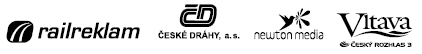 railreklam
ČESKÉ DRÁHY, a.s.
newton media
Vltava
ČESKÝ ROZHLAS 3